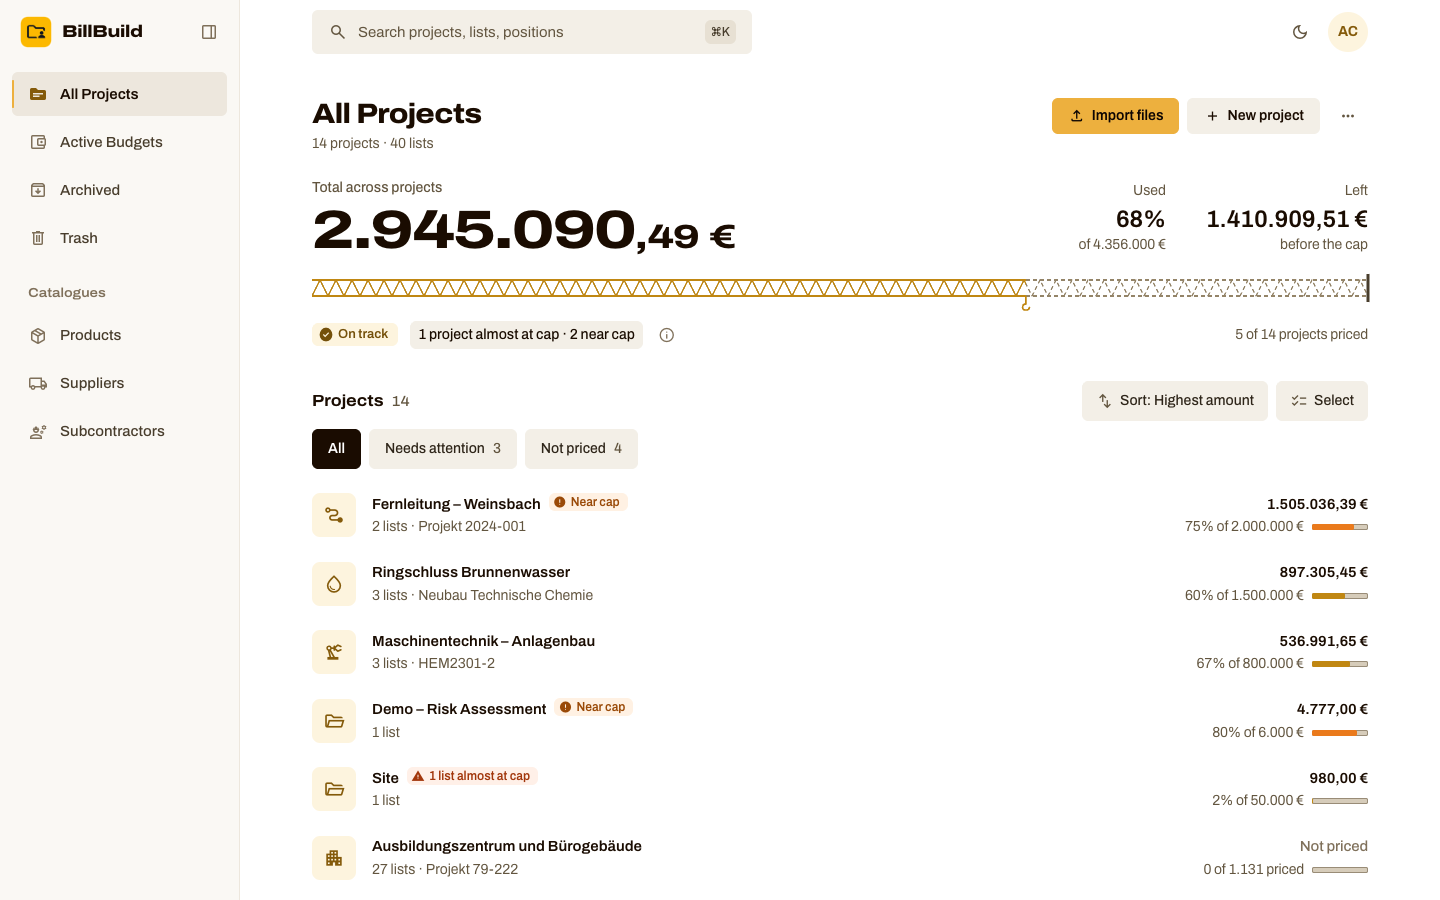 BillBuild
Search projects, lists, positions
⌘K
AC
All Projects
Active Budgets
Archived
Trash
Catalogues
Products
Suppliers
Subcontractors
All Projects
14 projects · 40 lists
Import files
New project
Total across projects
2.945.090,49 €
Used
68%
of 4.356.000 €
Left
1.410.909,51 €
before the cap
On track
1 project almost at cap · 2 near cap
5 of 14 projects priced
Projects 14
Sort: Highest amount
Select
All
Needs attention 3
Not priced 4
Fernleitung – Weinsbach
Near cap
1.505.036,39 €
2 lists · Projekt 2024-001
75% of 2.000.000 €
Ringschluss Brunnenwasser
897.305,45 €
3 lists · Neubau Technische Chemie
60% of 1.500.000 €
Maschinentechnik – Anlagenbau
536.991,65 €
3 lists · HEM2301-2
67% of 800.000 €
Demo – Risk Assessment
Near cap
4.777,00 €
1 list
80% of 6.000 €
Site
1 list almost at cap
980,00 €
1 list
2% of 50.000 €
Ausbildungszentrum und Bürogebäude
Not priced
27 lists · Projekt 79-222
0 of 1.131 priced